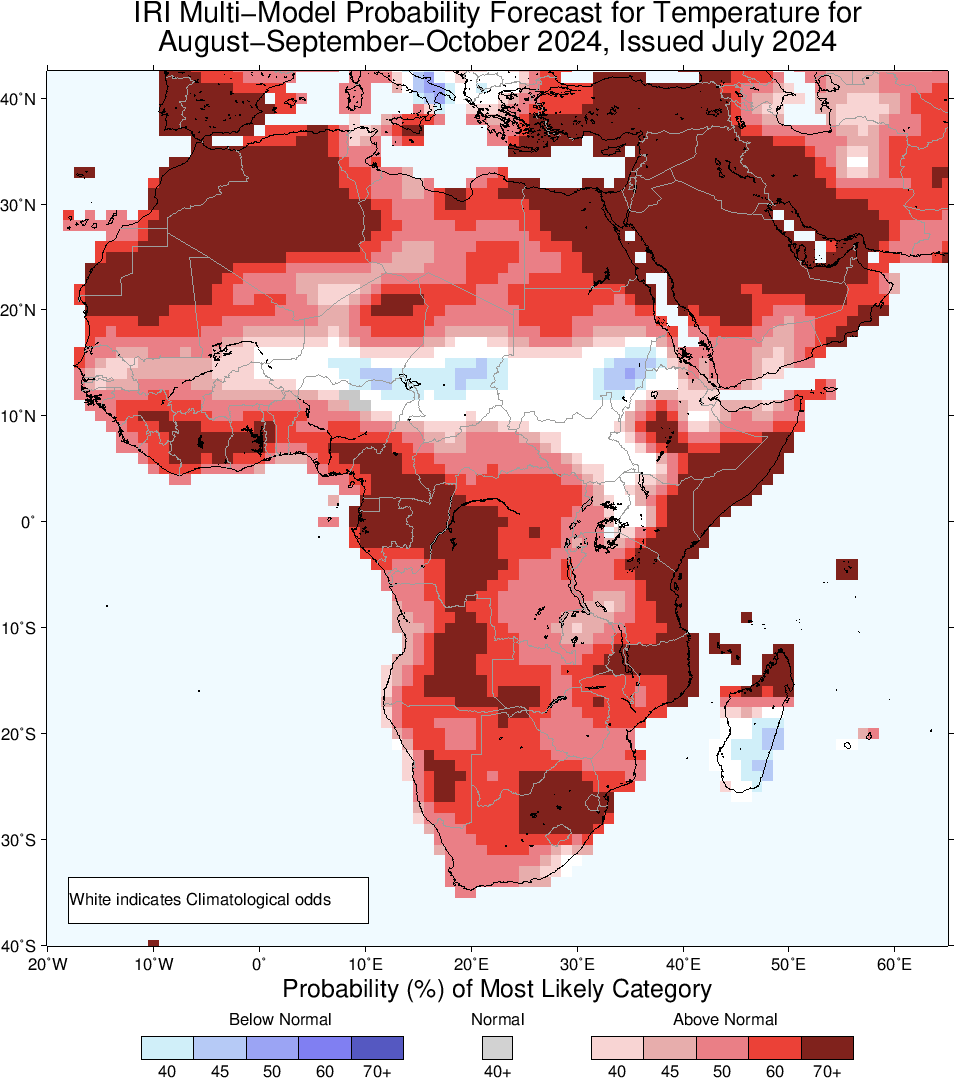 IRI Multi−Model Probability Forecast for Temperature for
August−September−October 2024, Issued July 2024
40˚N
30˚N
20˚N
10˚N
0˚
10˚S
20˚S
30˚S
White indicates Climatological odds
40˚S
20˚W 10˚W 0˚ 10˚E 20˚E 30˚E 40˚E 50˚E 60˚E
Probability (%) of Most Likely Category
Below Normal Normal Above Normal
40 45 50 60 70+ 40+ 40 45 50 60 70+